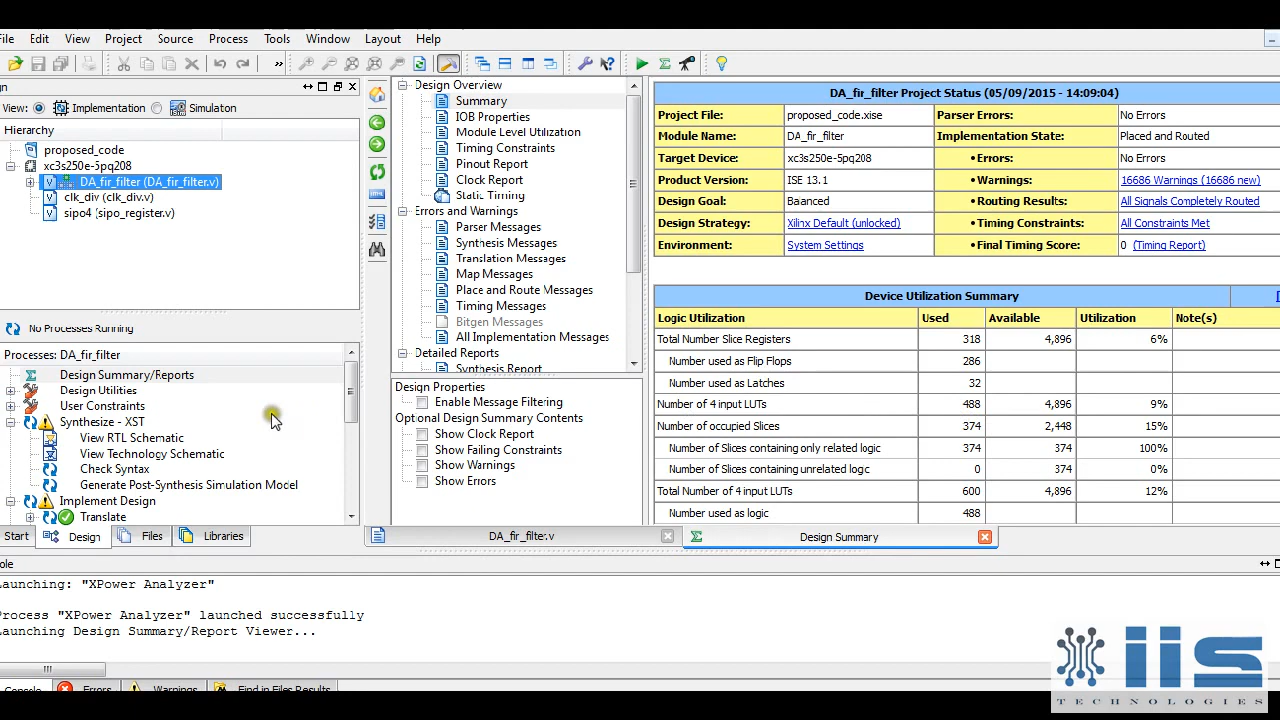 File Edit View Project Source Process Tools Window Layout Help
View: Implementation Simulation
Hierarchy
proposed_code
xc3s250e-5pq208
DA_fir_filter (DA_fir_filter.v)
clk_div (clk_div.v)
sipo4 (sipo_register.v)
No Processes Running
Processes: DA_fir_filter
Design Summary/Reports
Design Utilities
User Constraints
Synthesize - XST
View RTL Schematic
View Technology Schematic
Check Syntax
Generate Post-Synthesis Simulation Model
Implement Design
Translate
Start Design Files Libraries
Design Overview
Summary
IOB Properties
Module Level Utilization
Timing Constraints
Pinout Report
Clock Report
Static Timing
Errors and Warnings
Parser Messages
Synthesis Messages
Translation Messages
Map Messages
Place and Route Messages
Timing Messages
Bitgen Messages
All Implementation Messages
Detailed Reports
Synthesis Report
Design Properties
Enable Message Filtering
Optional Design Summary Contents
Show Clock Report
Show Failing Constraints
Show Warnings
Show Errors
DA_fir_filter Project Status (05/09/2015 - 14:09:04)
Project File: proposed_code.xise Parser Errors: No Errors
Module Name: DA_fir_filter Implementation State: Placed and Routed
Target Device: xc3s250e-5pq208 •Errors: No Errors
Product Version: ISE 13.1 •Warnings: 16686 Warnings (16686 new)
Design Goal: Balanced •Routing Results: All Signals Completely Routed
Design Strategy: Xilinx Default (unlocked) •Timing Constraints: All Constraints Met
Environment: System Settings •Final Timing Score: 0 (Timing Report)
Device Utilization Summary
Logic Utilization Used Available Utilization Note(s)
Total Number Slice Registers 318 4,896 6%
Number used as Flip Flops 286
Number used as Latches 32
Number of 4 input LUTs 488 4,896 9%
Number of occupied Slices 374 2,448 15%
Number of Slices containing only related logic 374 374 100%
Number of Slices containing unrelated logic 0 374 0%
Total Number of 4 input LUTs 600 4,896 12%
Number used as logic 488
DA_fir_filter.v Design Summary
Launching: "XPower Analyzer"
Process "XPower Analyzer" launched successfully
Launching Design Summary/Report Viewer...
Console Errors Warnings Find in Files Results
iis
TECHNOLOGIES